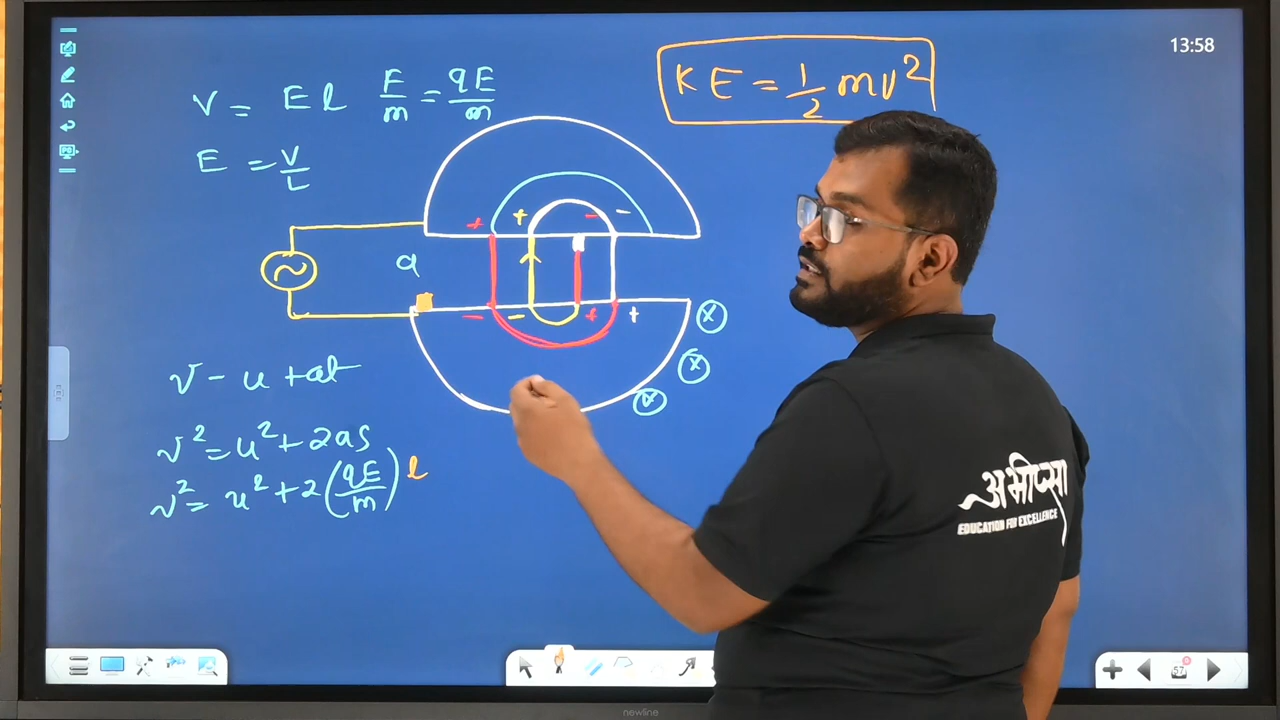 13:58
V = El F/m = qE/m
KE = 1/2 mv²
E = V/L
+ + - -
a
- - + +
v - u + at
v² = u² + 2as
v² = u² + 2(qE/m) l
अभीप्सा
EDUCATION FOR EXCELLENCE
57
newline